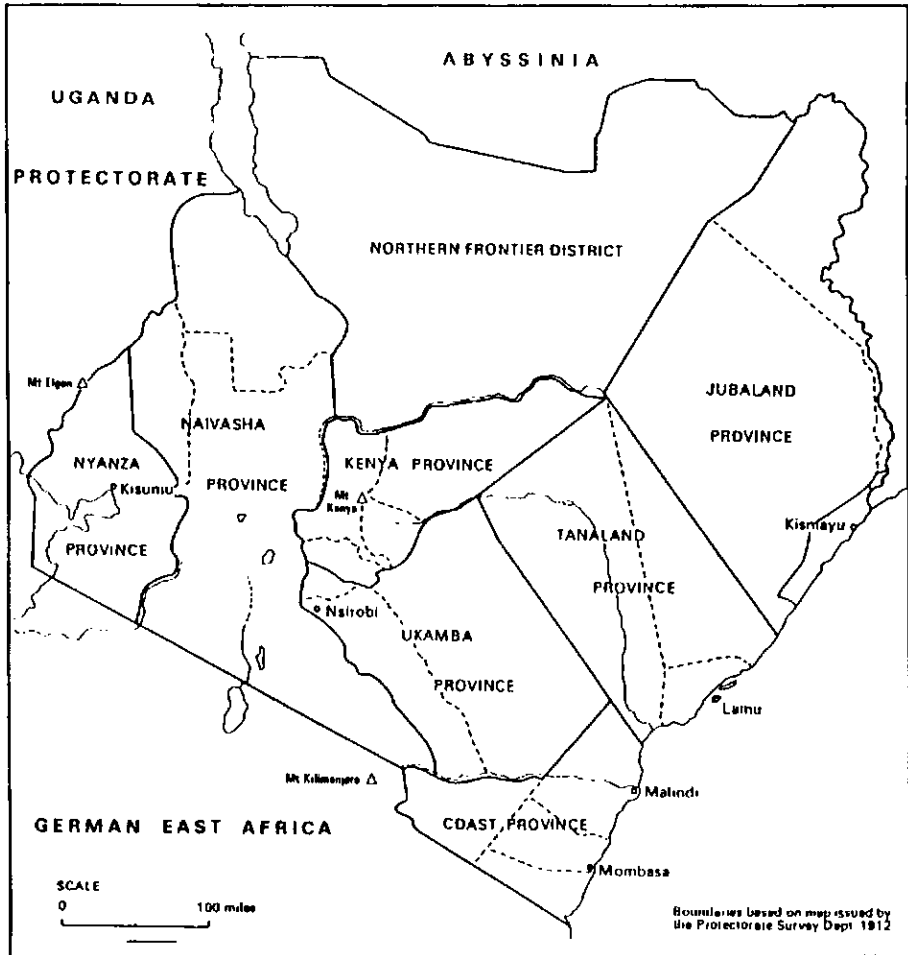 ABYSSINIA
UGANDA
PROTECTORATE
NORTHERN FRONTIER DISTRICT
Mt Elgon
JUBALAND
PROVINCE
NAIVASHA
PROVINCE
NYANZA
PROVINCE
Kisumu
KENYA PROVINCE
Mt
Kenya
TANALAND
PROVINCE
Kismayu
Nairobi
UKAMBA
PROVINCE
Lamu
Mt Kilimanjaro
Malindi
GERMAN EAST AFRICA
COAST PROVINCE
Mombasa
SCALE
0 100 miles
Boundaries based on map issued by
the Protectorate Survey Dept 1912